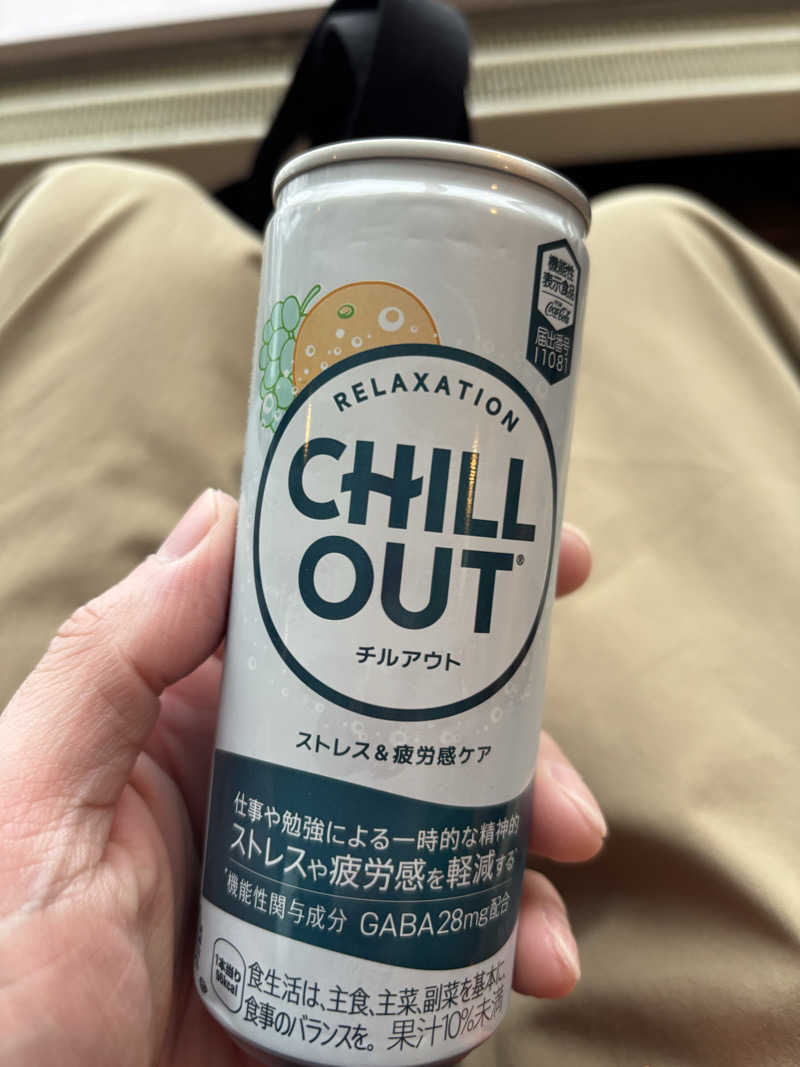 機能性
表示食品
Coca-Cola
届出番号
I1081
RELAXATION
CHILL
OUT®
チルアウト
ストレス&疲労感ケア
仕事や勉強による一時的な精神的
ストレスや疲労感を軽減する
機能性関与成分 GABA28mg配合
1本当り
食生活は、主食、主菜、副菜を基本に、
食事のバランスを。
果汁10%未満